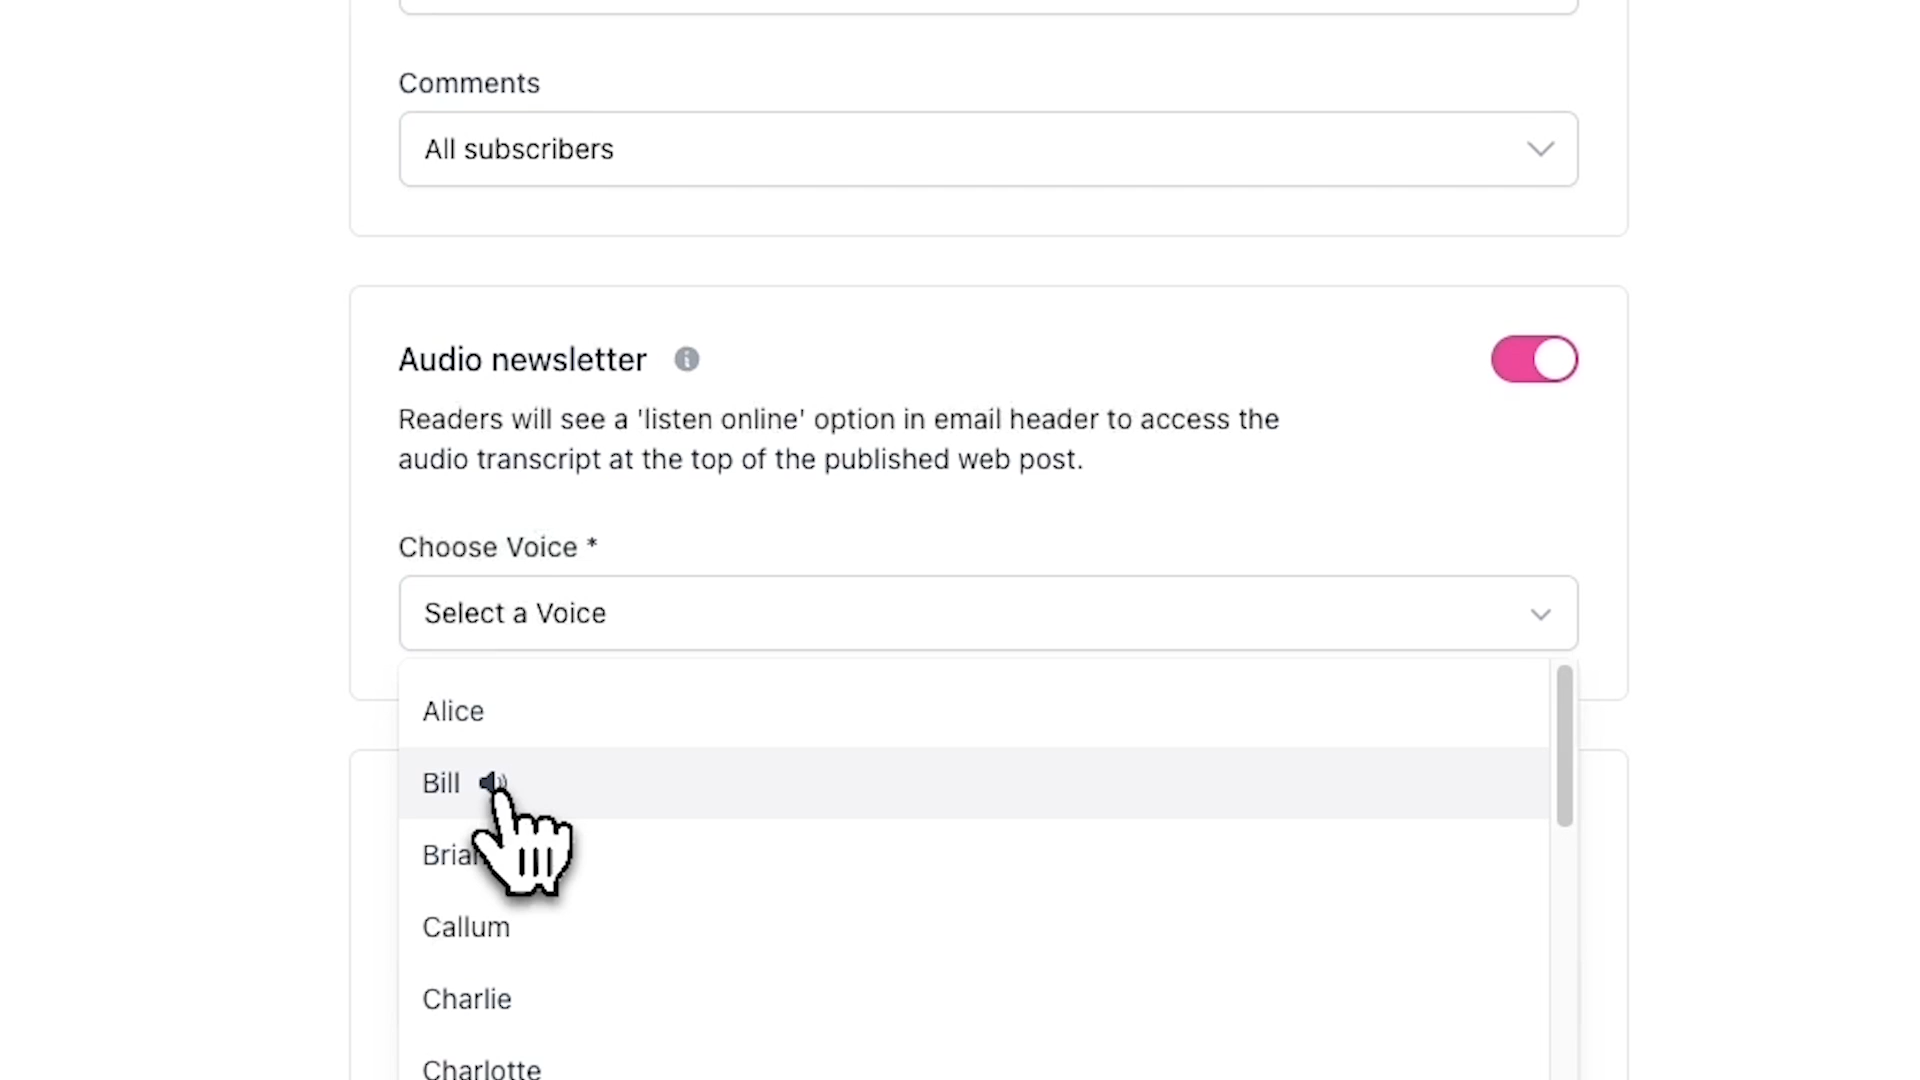 Comments
All subscribers
Audio newsletter
Readers will see a 'listen online' option in email header to access the
audio transcript at the top of the published web post.
Choose Voice *
Select a Voice
Alice
Bill
Brian
Callum
Charlie
Charlotte